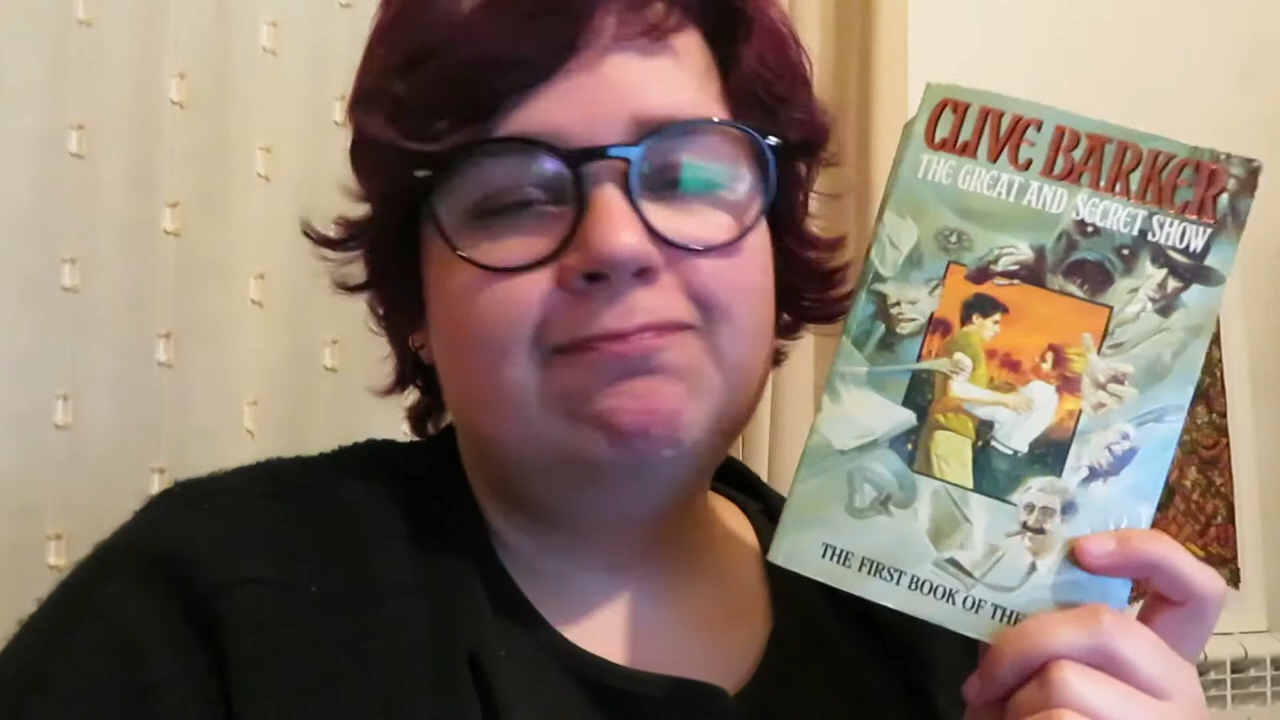 CLIVE BARKER
THE GREAT AND SECRET SHOW
THE FIRST BOOK OF THE